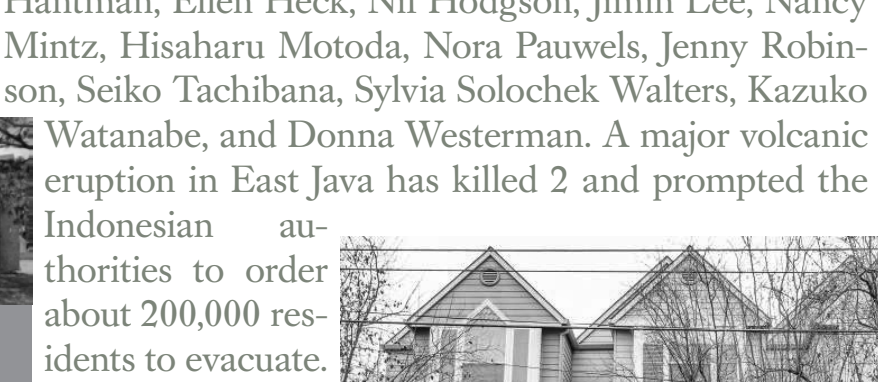 Hantman, Ellen Heck, Nif Hodgson, Jimin Lee, Nancy
Mintz, Hisaharu Motoda, Nora Pauwels, Jenny Robin-
son, Seiko Tachibana, Sylvia Solochek Walters, Kazuko
Watanabe, and Donna Westerman. A major volcanic
eruption in East Java has killed 2 and prompted the
Indonesian au-
thorities to order
about 200,000 res-
idents to evacuate.